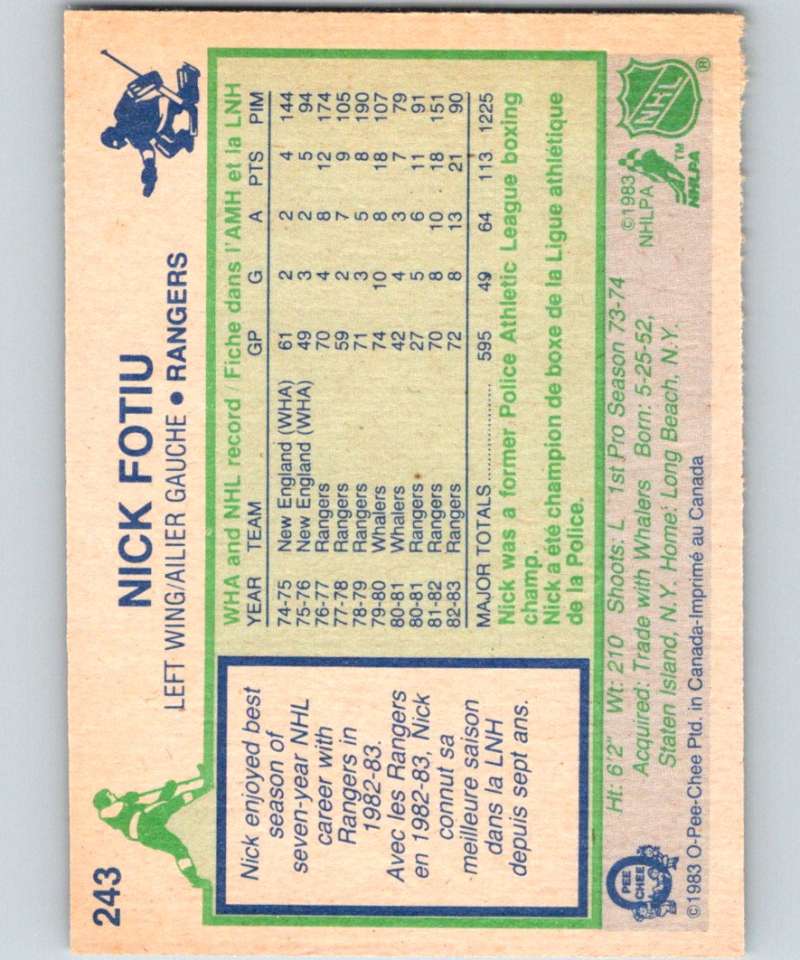 243
NICK FOTIU
LEFT WING/AILIER GAUCHE • RANGERS
Nick enjoyed best
season of
seven-year NHL
career with
Rangers in
1982-83.
Avec les Rangers
en 1982-83, Nick
connut sa
meilleure saison
dans la LNH
depuis sept ans.
WHA and NHL record / Fiche dans l'AMH et la LNH
YEAR TEAM GP G A PTS PIM
74-75 New England (WHA) 61 2 2 4 144
75-76 New England (WHA) 49 3 2 5 94
76-77 Rangers 70 4 8 12 174
77-78 Rangers 59 2 7 9 105
78-79 Rangers 71 3 5 8 190
79-80 Whalers 74 10 8 18 107
80-81 Whalers 42 4 3 7 79
80-81 Rangers 27 5 6 11 91
81-82 Rangers 70 8 10 18 151
82-83 Rangers 72 8 13 21 90
MAJOR TOTALS .............. 595 49 64 113 1225
Nick was a former Police Athletic League boxing
champ.
Nick a été champion de boxe de la Ligue athlétique
de la Police.
PEE
CHEE
Ht: 6'2" Wt: 210 Shoots: L 1st Pro Season 73-74
Acquired: Trade with Whalers Born: 5-25-52,
Staten Island, N.Y. Home: Long Beach, N.Y.
©1983 O-Pee-Chee Ptd. in Canada-Imprimé au Canada
©1983
NHLPA
NHLPA™
NHL®